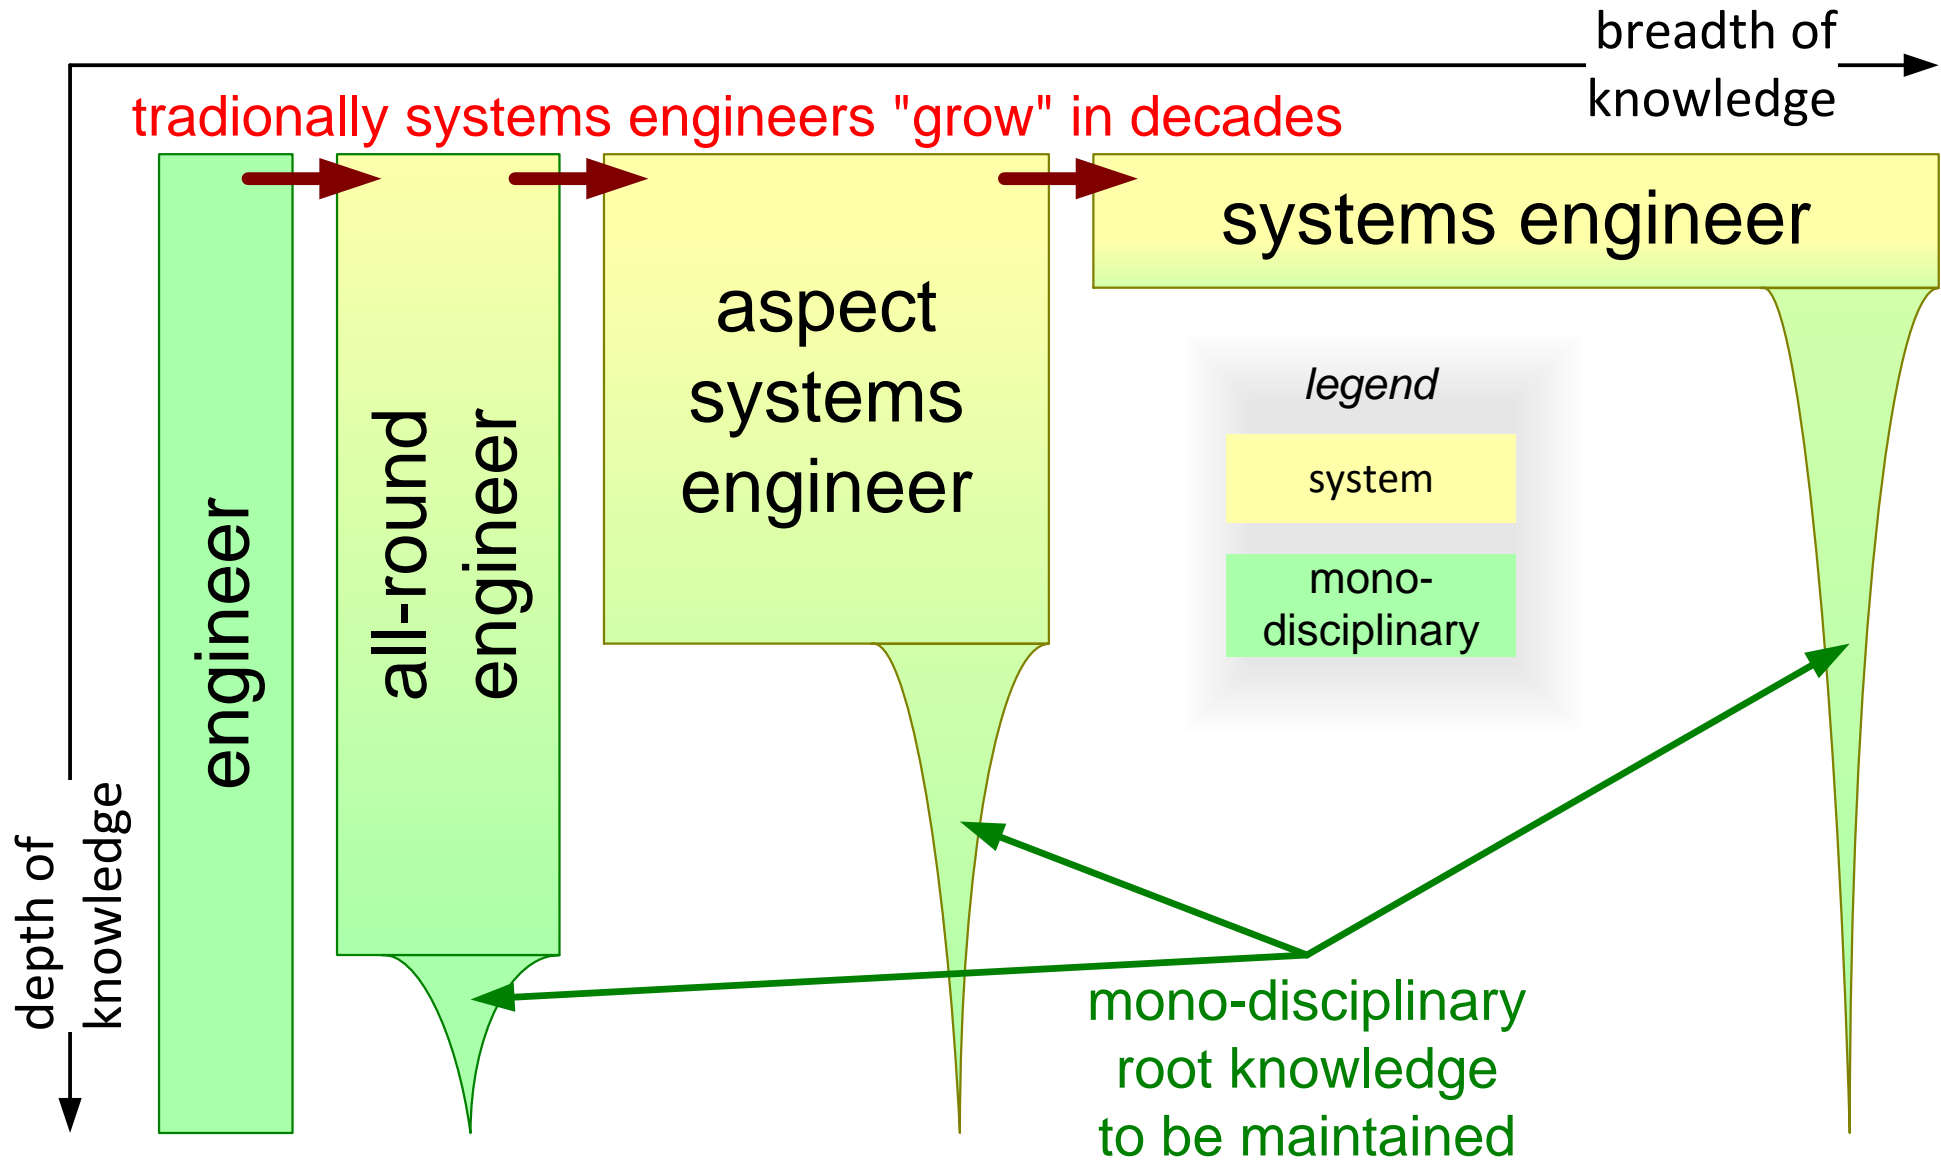 breadth of
knowledge
tradionally systems engineers "grow" in decades
engineer
all-round
engineer
aspect
systems
engineer
systems engineer
legend
system
mono-
disciplinary
depth of
knowledge
mono-disciplinary
root knowledge
to be maintained